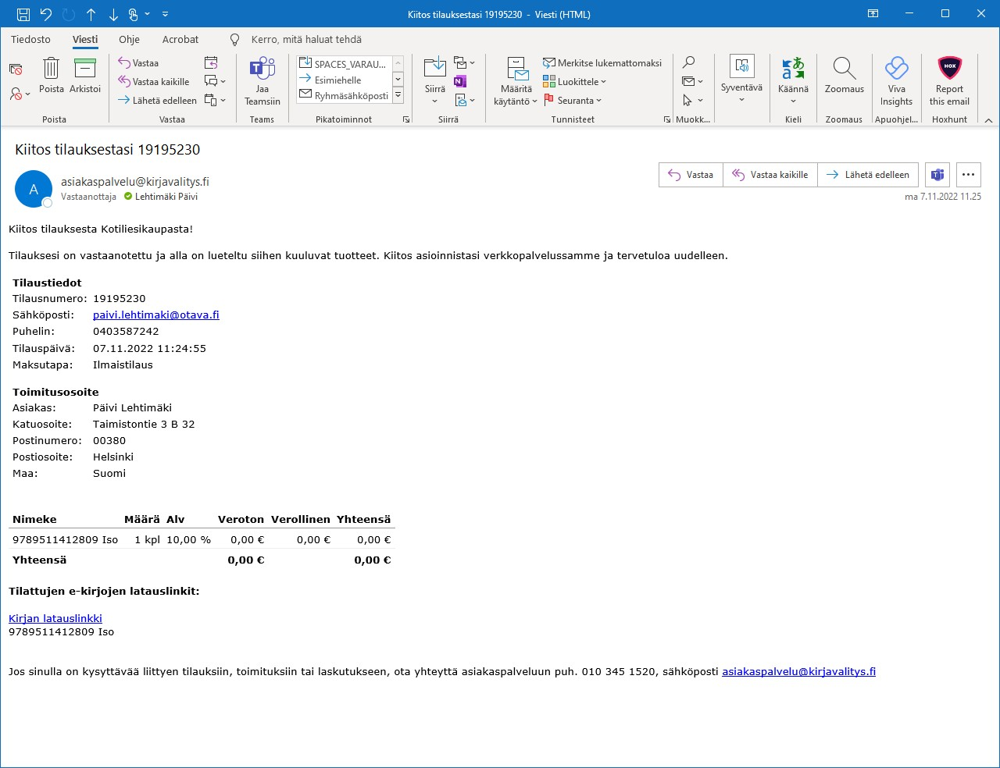 Kiitos tilauksestasi 19195230 - Viesti (HTML)
Tiedosto Viesti Ohje Acrobat Kerro, mitä haluat tehdä
Poista Arkistoi
Poista
Vastaa
Vastaa kaikille
Lähetä edelleen
Vastaa
Jaa Teamsiin
Teams
SPACES_VARAU...
Esimiehelle
Ryhmäsähköposti
Pikatoiminnot
Siirrä
Siirrä
Määritä käytäntö
Merkitse lukemattomaksi
Luokittele
Seuranta
Tunnisteet
Muokk...
Syventävä
Käännä
Kieli
Zoomaus
Zoomaus
Viva Insights
Apuohjel...
HOX
Report this email
Hoxhunt
Kiitos tilauksestasi 19195230
A
asiakaspalvelu@kirjavalitys.fi
Vastaanottaja Lehtimäki Päivi
Vastaa Vastaa kaikille Lähetä edelleen
ma 7.11.2022 11.25
Kiitos tilauksesta Kotiliesikaupasta!
Tilauksesi on vastaanotettu ja alla on lueteltu siihen kuuluvat tuotteet. Kiitos asioinnistasi verkkopalvelussamme ja tervetuloa uudelleen.
Tilaustiedot
Tilausnumero: 19195230
Sähköposti: paivi.lehtimaki@otava.fi
Puhelin: 0403587242
Tilauspäivä: 07.11.2022 11:24:55
Maksutapa: Ilmaistilaus
Toimitusosoite
Asiakas: Päivi Lehtimäki
Katuosoite: Taimistontie 3 B 32
Postinumero: 00380
Postiosoite: Helsinki
Maa: Suomi
Nimeke Määrä Alv Veroton Verollinen Yhteensä
9789511412809 Iso 1 kpl 10,00 % 0,00 € 0,00 € 0,00 €
Yhteensä 0,00 € 0,00 €
Tilattujen e-kirjojen latauslinkit:
Kirjan latauslinkki
9789511412809 Iso
Jos sinulla on kysyttävää liittyen tilauksiin, toimituksiin tai laskutukseen, ota yhteyttä asiakaspalveluun puh. 010 345 1520, sähköposti asiakaspalvelu@kirjavalitys.fi